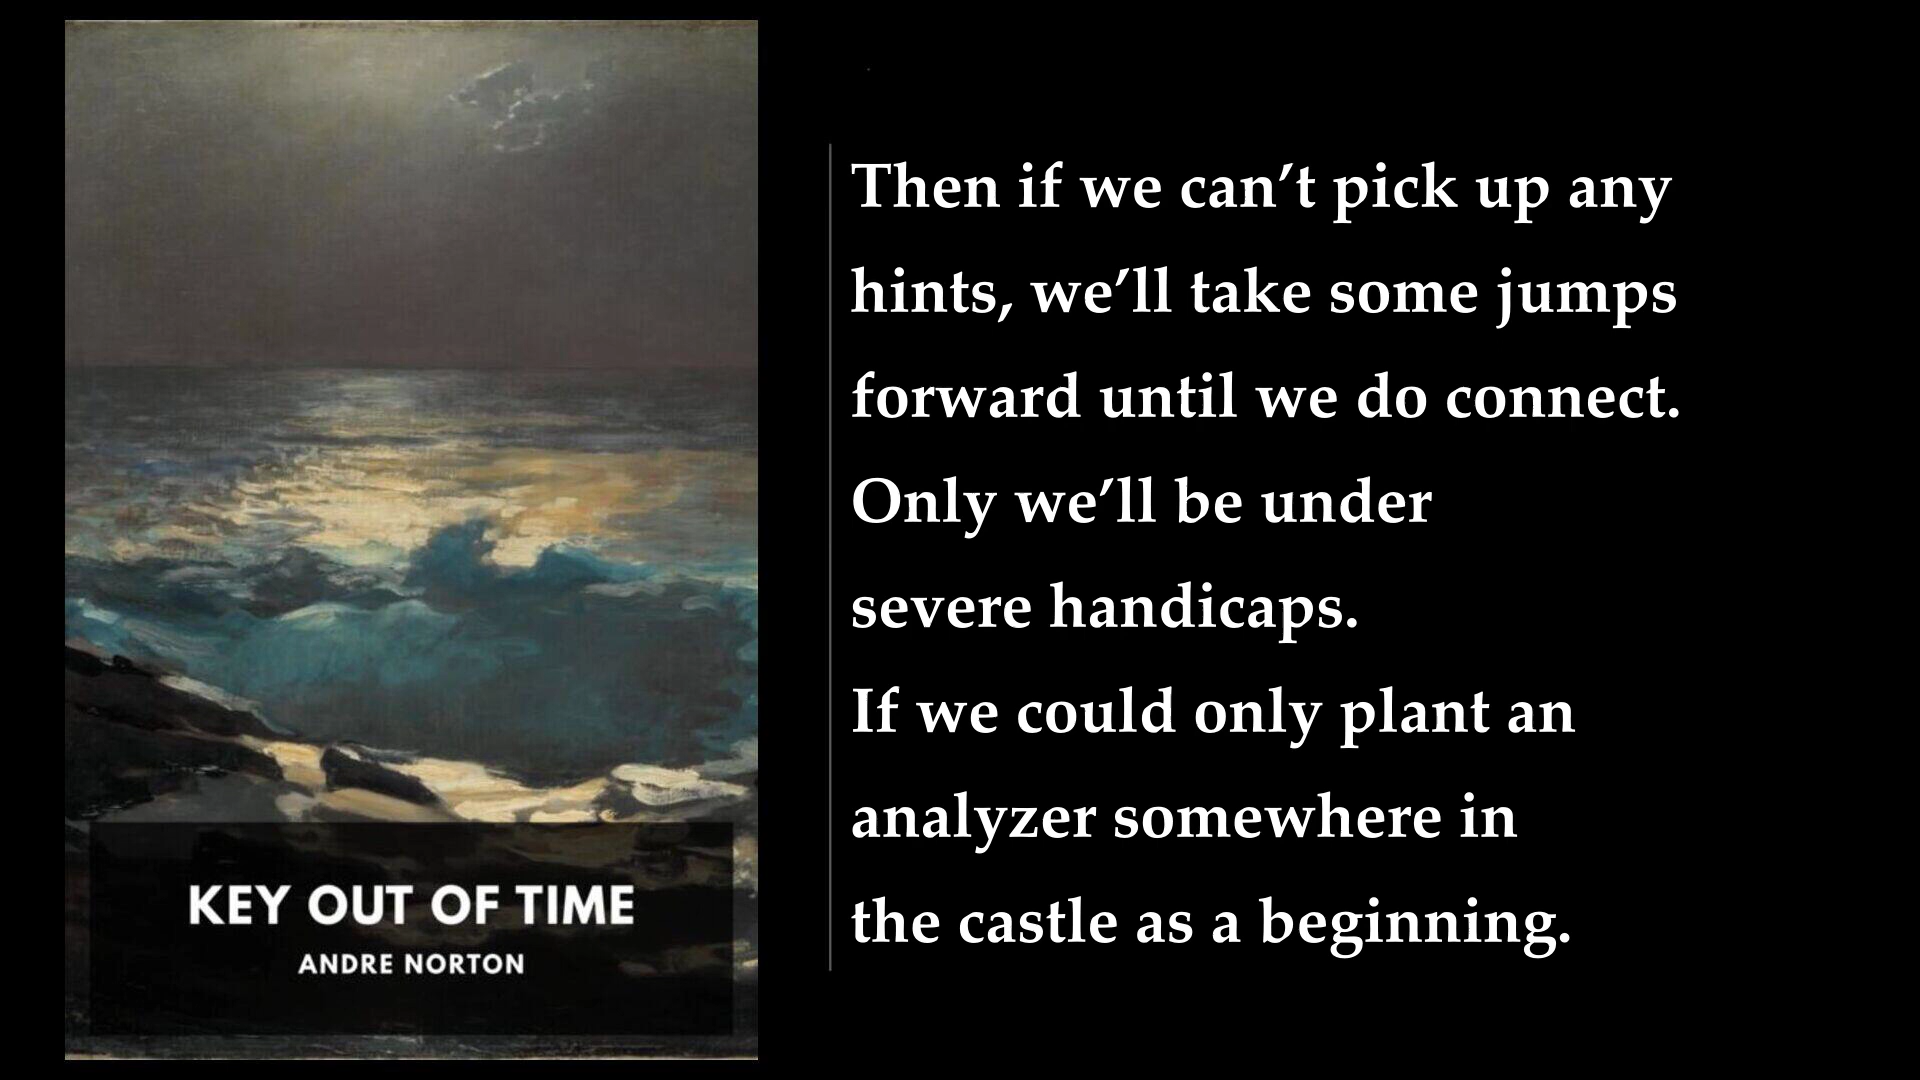 KEY OUT OF TIME
ANDRE NORTON
Then if we can’t pick up any
hints, we’ll take some jumps
forward until we do connect.
Only we’ll be under
severe handicaps.
If we could only plant an
analyzer somewhere in
the castle as a beginning.